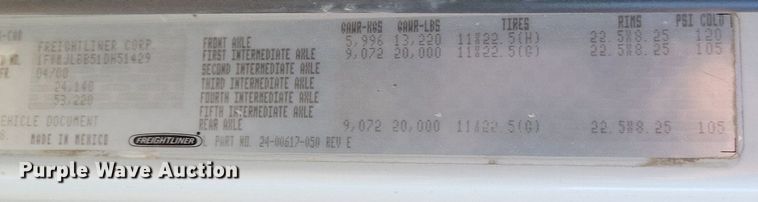 GAWR-KGS GAWR-LBS TIRES RIMS PSI COLD
FREIGHTLINER CORP
FRONT AXLE 5,996 13,220 11R22.5(H) 22.5X8.25 120
FIRST INTERMEDIATE AXLE 9,072 20,000 11R22.5(G) 22.5X8.25 105
SECOND INTERMEDIATE AXLE
04/00
THIRD INTERMEDIATE AXLE
24,140
FOURTH INTERMEDIATE AXLE
53,220
FIFTH INTERMEDIATE AXLE
VEHICLE DOCUMENT
REAR AXLE 9,072 20,000 11R22.5(G) 22.5X8.25 105
MADE IN MEXICO FREIGHTLINER PART NO. 24-00617-050 REV E
Purple Wave Auction